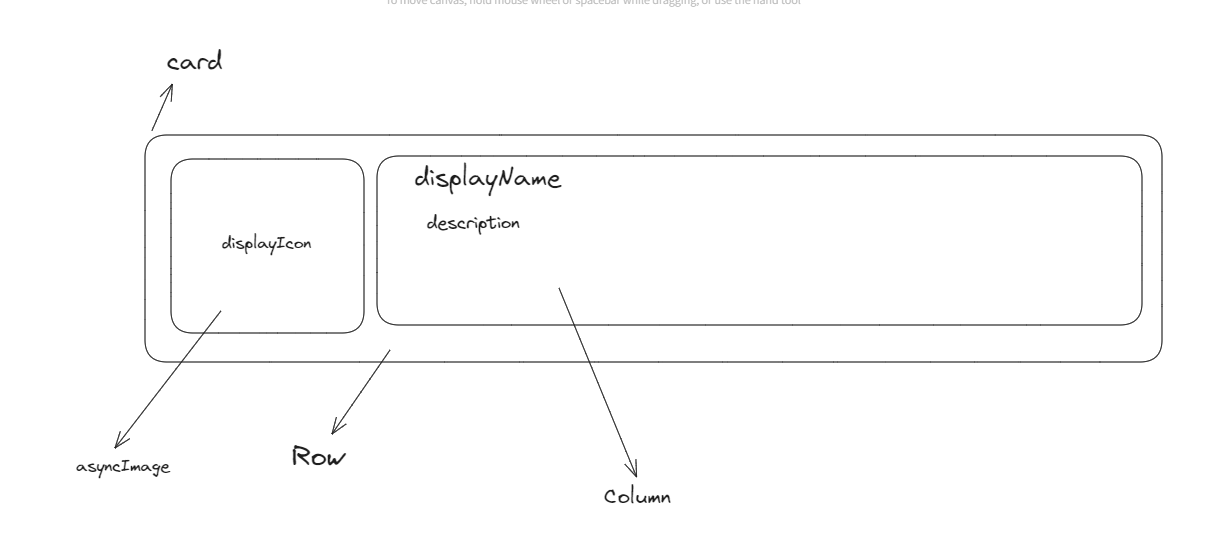 To move canvas, hold mouse wheel or spacebar while dragging, or use the hand tool
card
displayName
description
displayIcon
asyncImage
Row
Column